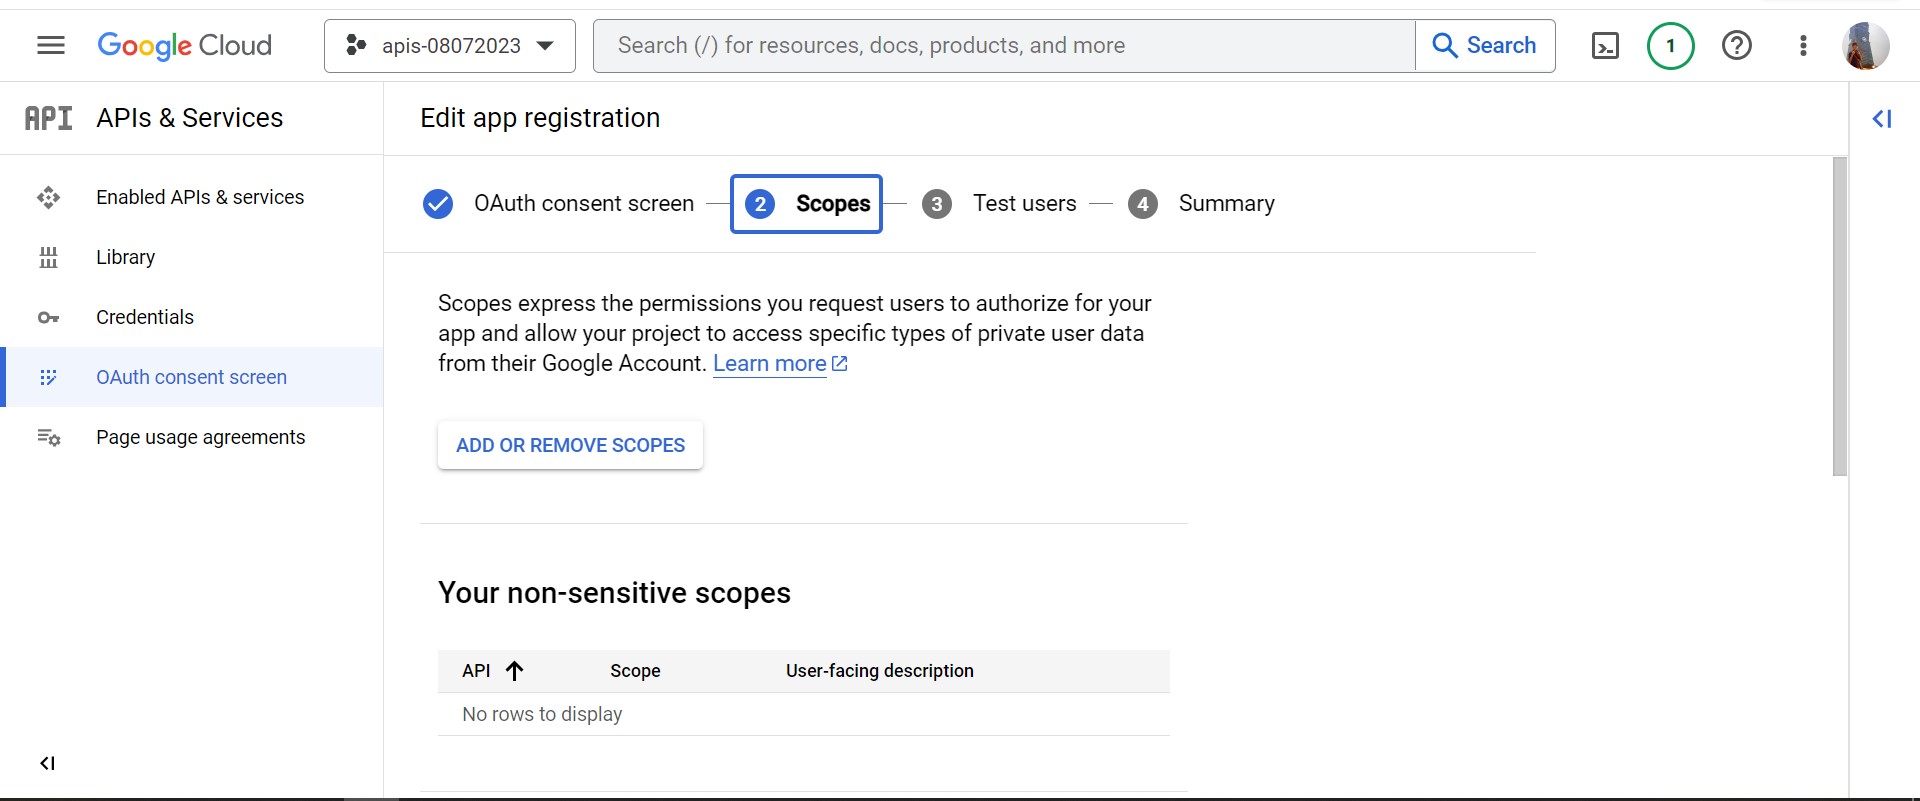 Google Cloud
apis-08072023
Search (/) for resources, docs, products, and more
Search
1
API
APIs & Services
Enabled APIs & services
Library
Credentials
OAuth consent screen
Page usage agreements
Edit app registration
OAuth consent screen
2 Scopes
3 Test users
4 Summary
Scopes express the permissions you request users to authorize for your
app and allow your project to access specific types of private user data
from their Google Account. Learn more
ADD OR REMOVE SCOPES
Your non-sensitive scopes
API Scope User-facing description
No rows to display